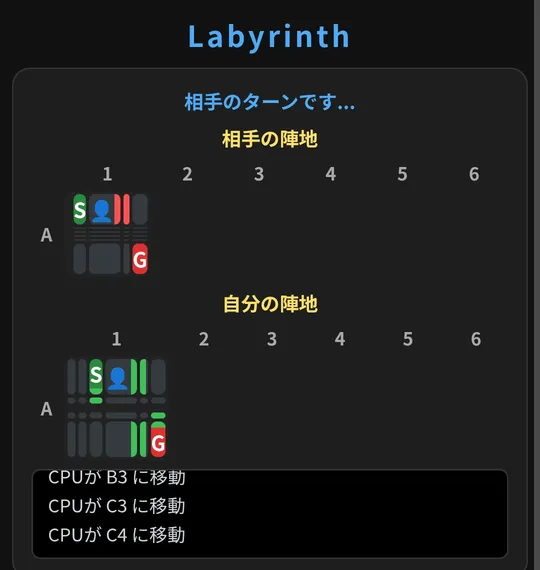 Labyrinth
相手のターンです...
相手の陣地
1 2 3 4 5 6
S
A
G
自分の陣地
1 2 3 4 5 6
S
A
G
CPUが B3 に移動
CPUが C3 に移動
CPUが C4 に移動